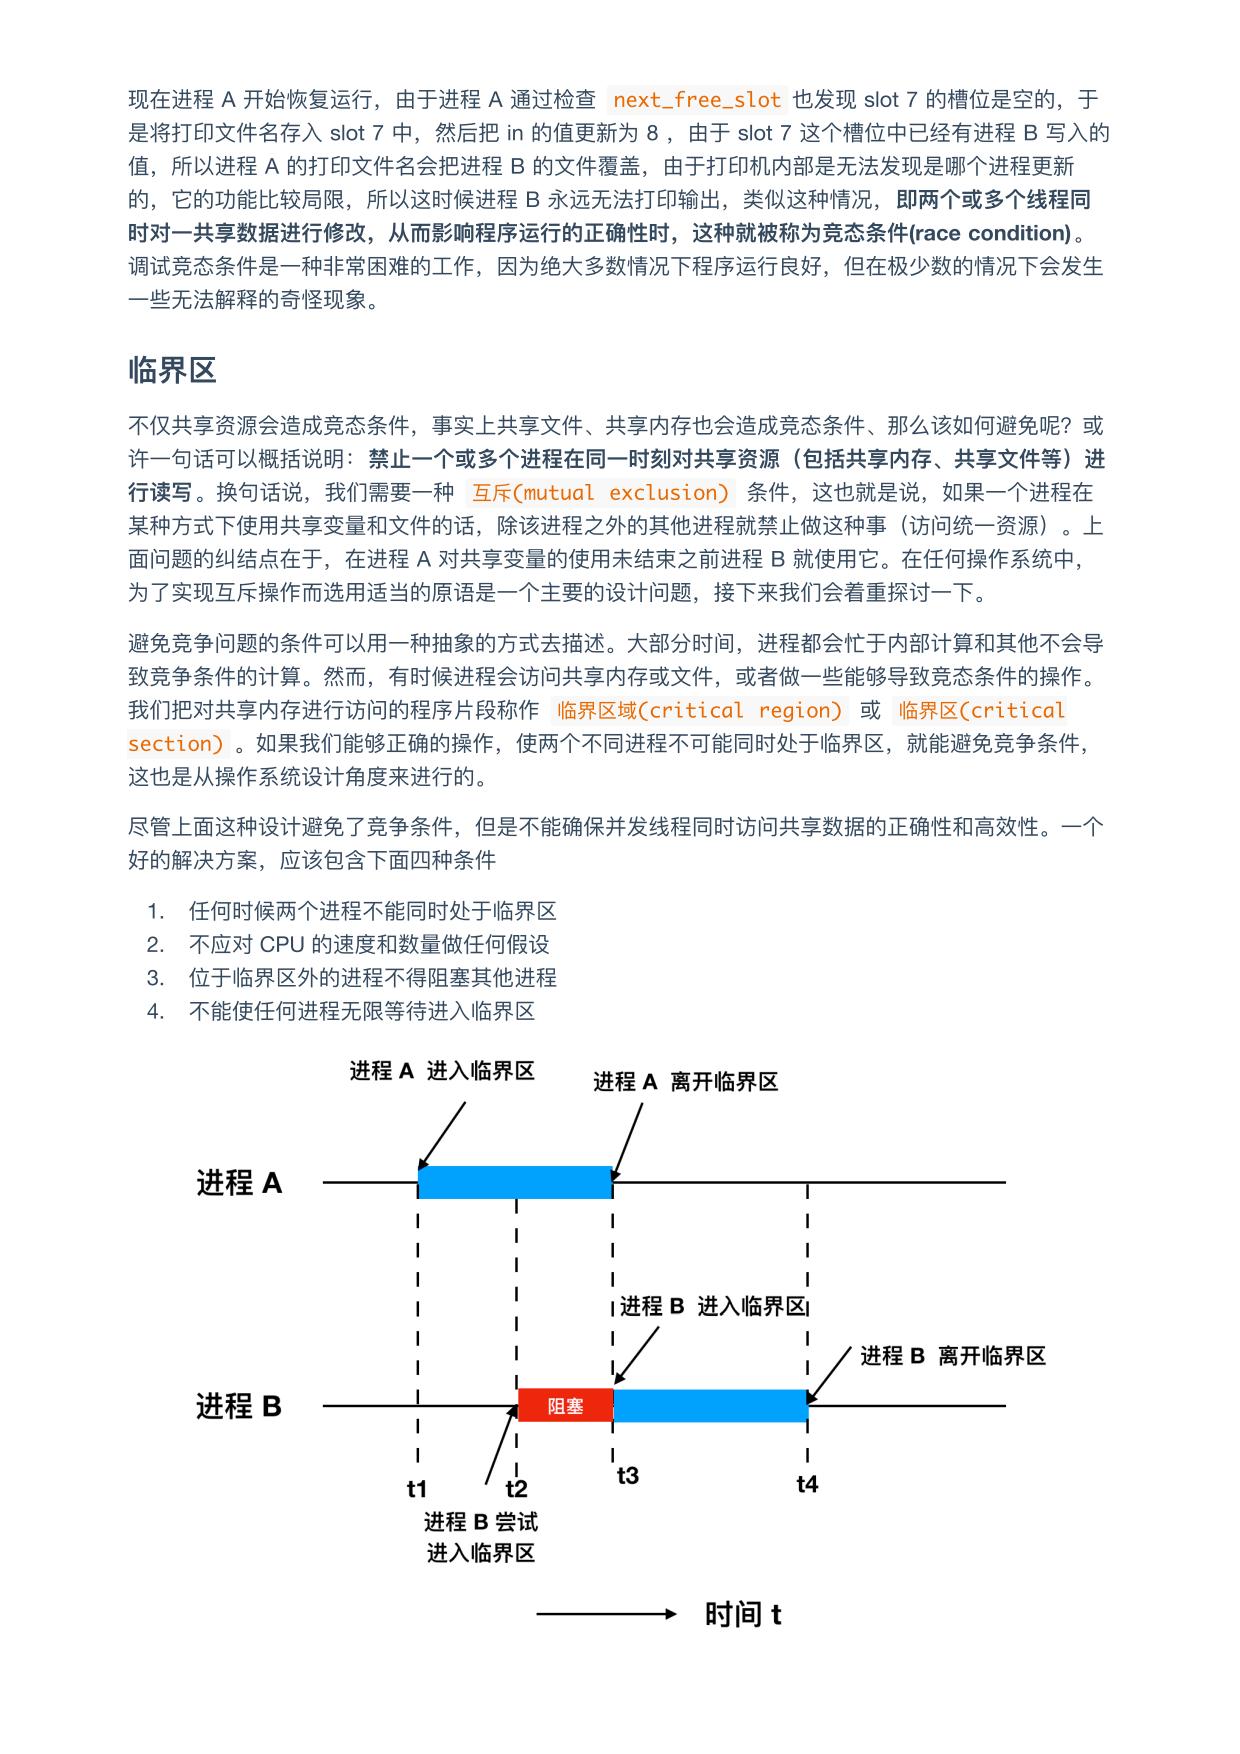 现在进程 A 开始恢复运行，由于进程 A 通过检查 next_free_slot 也发现 slot 7 的槽位是空的，于
是将打印文件名存入 slot 7 中，然后把 in 的值更新为 8 ，由于 slot 7 这个槽位中已经有进程 B 写入的
值，所以进程 A 的打印文件名会把进程 B 的文件覆盖，由于打印机内部是无法发现是哪个进程更新
的，它的功能比较局限，所以这时候进程 B 永远无法打印输出，类似这种情况，即两个或多个线程同
时对一共享数据进行修改，从而影响程序运行的正确性时，这种就被称为竞态条件(race condition)。
调试竞态条件是一种非常困难的工作，因为绝大多数情况下程序运行良好，但在极少数的情况下会发生
一些无法解释的奇怪现象。
临界区
不仅共享资源会造成竞态条件，事实上共享文件、共享内存也会造成竞态条件、那么该如何避免呢？或
许一句话可以概括说明：禁止一个或多个进程在同一时刻对共享资源（包括共享内存、共享文件等）进
行读写。换句话说，我们需要一种 互斥(mutual exclusion) 条件，这也就是说，如果一个进程在
某种方式下使用共享变量和文件的话，除该进程之外的其他进程就禁止做这种事（访问统一资源）。上
面问题的纠结点在于，在进程 A 对共享变量的使用未结束之前进程 B 就使用它。在任何操作系统中，
为了实现互斥操作而选用适当的原语是一个主要的设计问题，接下来我们会着重探讨一下。
避免竞争问题的条件可以用一种抽象的方式去描述。大部分时间，进程都会忙于内部计算和其他不会导
致竞争条件的计算。然而，有时候进程会访问共享内存或文件，或者做一些能够导致竞态条件的操作。
我们把对共享内存进行访问的程序片段称作 临界区域(critical region) 或 临界区(critical
section) 。如果我们能够正确的操作，使两个不同进程不可能同时处于临界区，就能避免竞争条件，
这也是从操作系统设计角度来进行的。
尽管上面这种设计避免了竞争条件，但是不能确保并发线程同时访问共享数据的正确性和高效性。一个
好的解决方案，应该包含下面四种条件
1. 任何时候两个进程不能同时处于临界区
2. 不应对 CPU 的速度和数量做任何假设
3. 位于临界区外的进程不得阻塞其他进程
4. 不能使任何进程无限等待进入临界区
进程 A 进入临界区
进程 A 离开临界区
进程 A
进程 B 进入临界区
进程 B 离开临界区
进程 B
阻塞
t1
t2
t3
t4
进程 B 尝试
进入临界区
时间 t